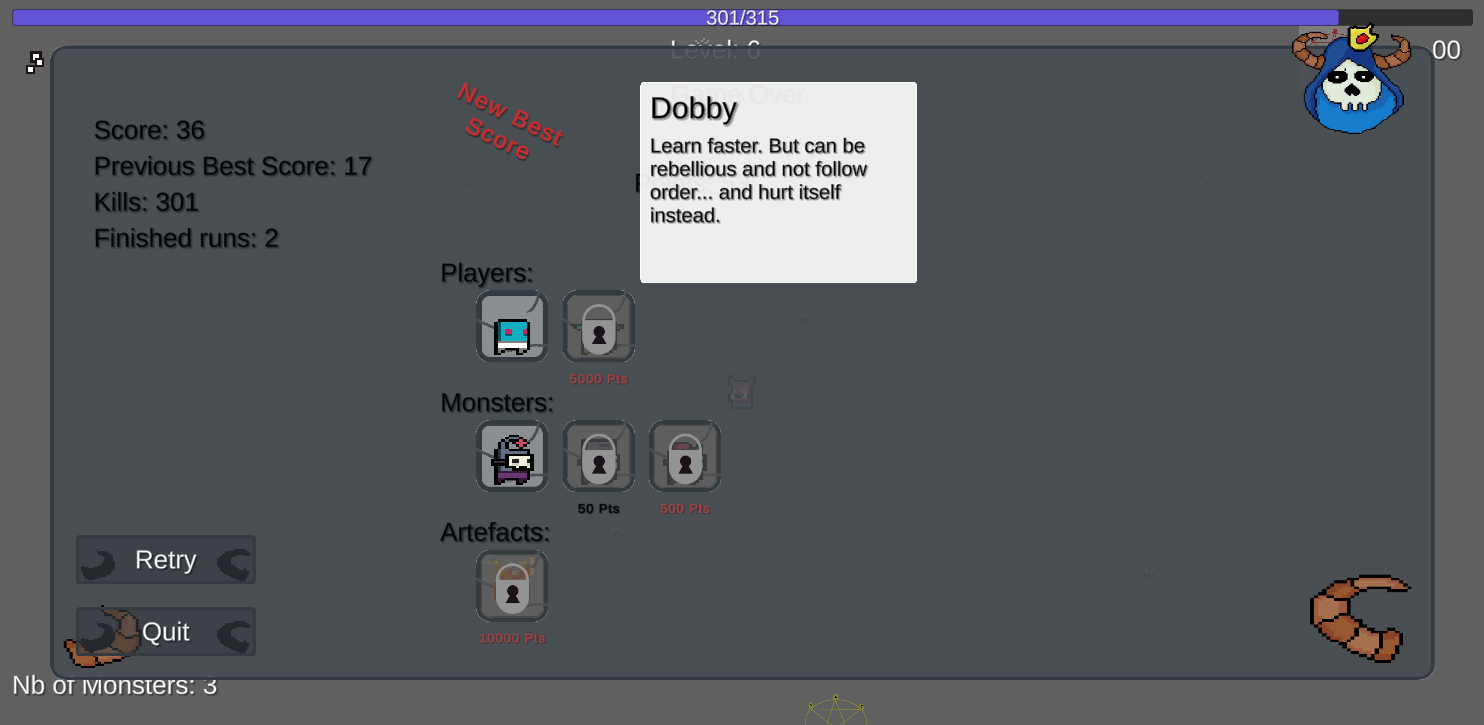 301/315
Level: 6
00
Game Over.
New Best
Score
Dobby
Learn faster. But can be
rebellious and not follow
order... and hurt itself
instead.
Score: 36
Previous Best Score: 17
Kills: 301
Finished runs: 2
Players:
5000 Pts
Monsters:
50 Pts
500 Pts
Artefacts:
10000 Pts
Retry
Quit
Nb of Monsters: 3